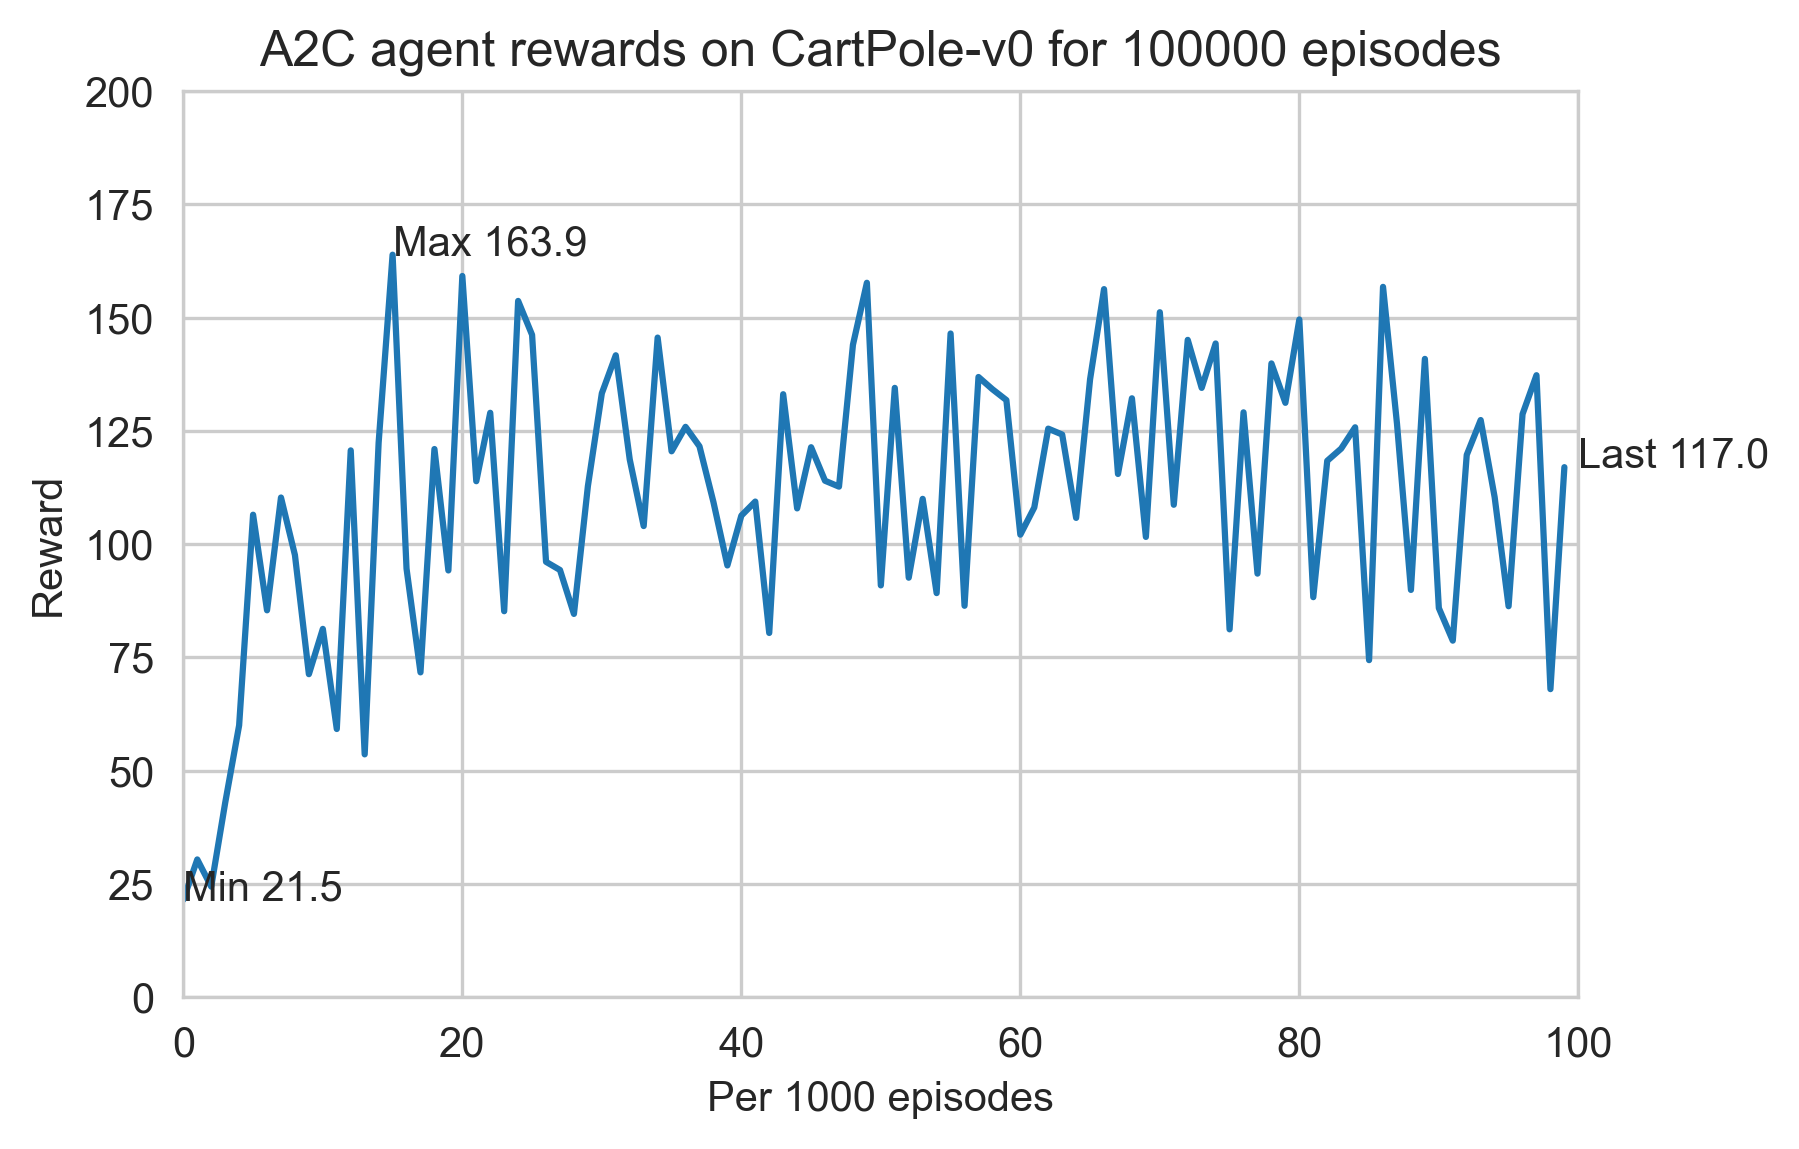 A2C agent rewards on CartPole-v0 for 100000 episodes
200
175
Max 163.9
150
125
Last 117.0
100
Reward
75
50
25
Min 21.5
0
0 20 40 60 80 100
Per 1000 episodes